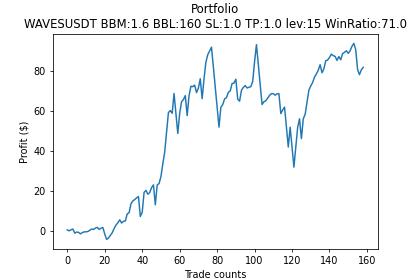 Portfolio
WAVESUSDT BBM:1.6 BBL:160 SL:1.0 TP:1.0 lev:15 WinRatio:71.0
80
60
40
20
0
Profit ($)
0 20 40 60 80 100 120 140 160
Trade counts